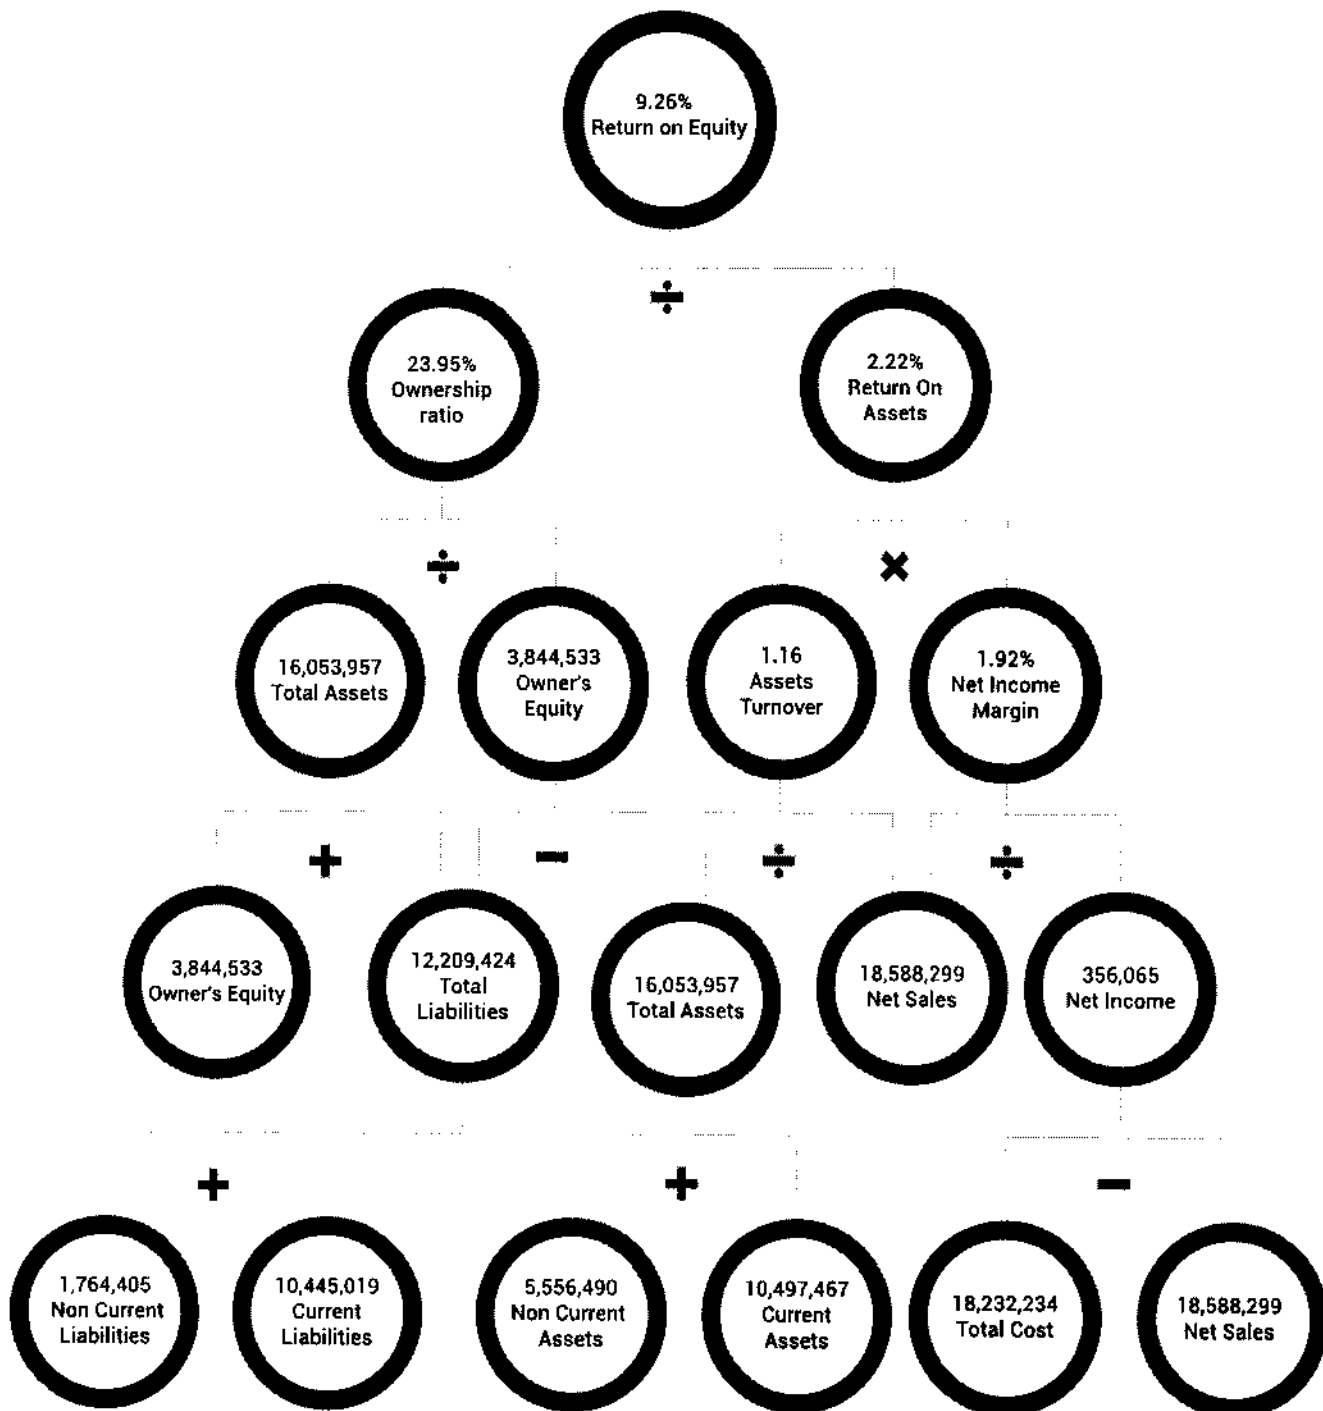 9.26%
Return on Equity
÷
23.95%
Ownership
ratio
2.22%
Return On
Assets
÷
×
16,053,957
Total Assets
3,844,533
Owner's
Equity
1.16
Assets
Turnover
1.92%
Net Income
Margin
+
−
÷
÷
3,844,533
Owner's Equity
12,209,424
Total
Liabilities
16,053,957
Total Assets
18,588,299
Net Sales
356,065
Net Income
+
+
−
1,764,405
Non Current
Liabilities
10,445,019
Current
Liabilities
5,556,490
Non Current
Assets
10,497,467
Current
Assets
18,232,234
Total Cost
18,588,299
Net Sales